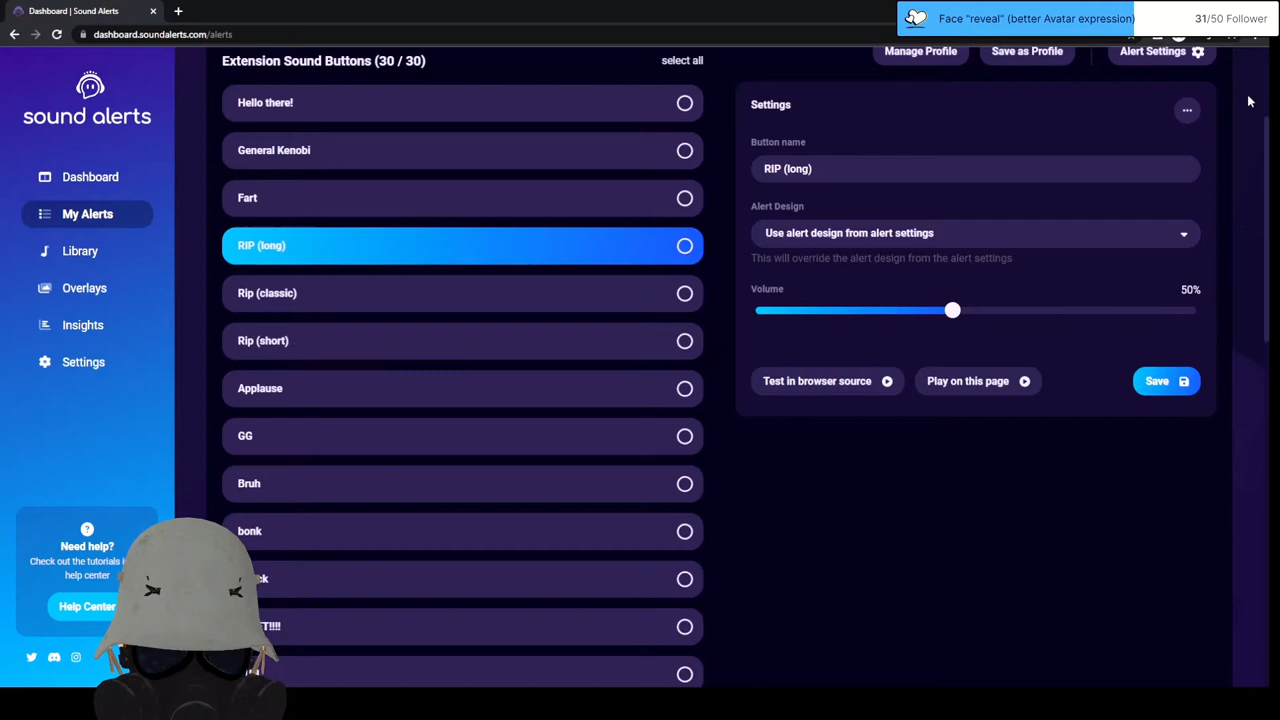 Dashboard | Sound Alerts
dashboard.soundalerts.com/alerts
Face "reveal" (better Avatar expression)
31/50 Follower
sound alerts
Dashboard
My Alerts
Library
Overlays
Insights
Settings
Need help?
Check out the tutorials i
help center
Help Center
Extension Sound Buttons (30 / 30)
select all
Hello there!
General Kenobi
Fart
RIP (long)
Rip (classic)
Rip (short)
Applause
GG
Bruh
bonk
Manage Profile
Save as Profile
Alert Settings
Settings
Button name
RIP (long)
Alert Design
Use alert design from alert settings
This will override the alert design from the alert settings
Volume
50%
Test in browser source
Play on this page
Save